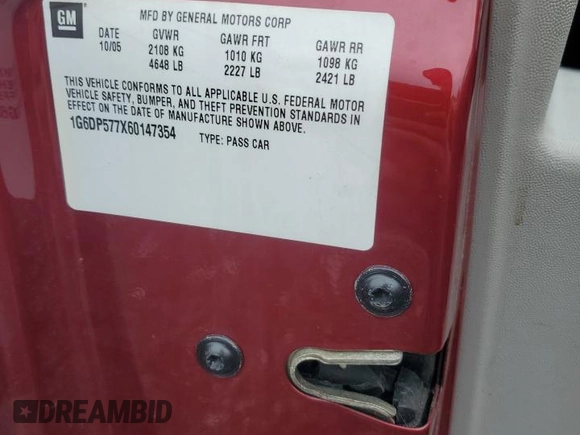 GM
MFD BY GENERAL MOTORS CORP
DATE GVWR GAWR FRT GAWR RR
10/05 2108 KG 1010 KG 1098 KG
4648 LB 2227 LB 2421 LB
THIS VEHICLE CONFORMS TO ALL APPLICABLE U.S. FEDERAL MOTOR
VEHICLE SAFETY, BUMPER, AND THEFT PREVENTION STANDARDS IN
EFFECT ON THE DATE OF MANUFACTURE SHOWN ABOVE.
1G6DP577X60147354 TYPE: PASS CAR
DREAMBID